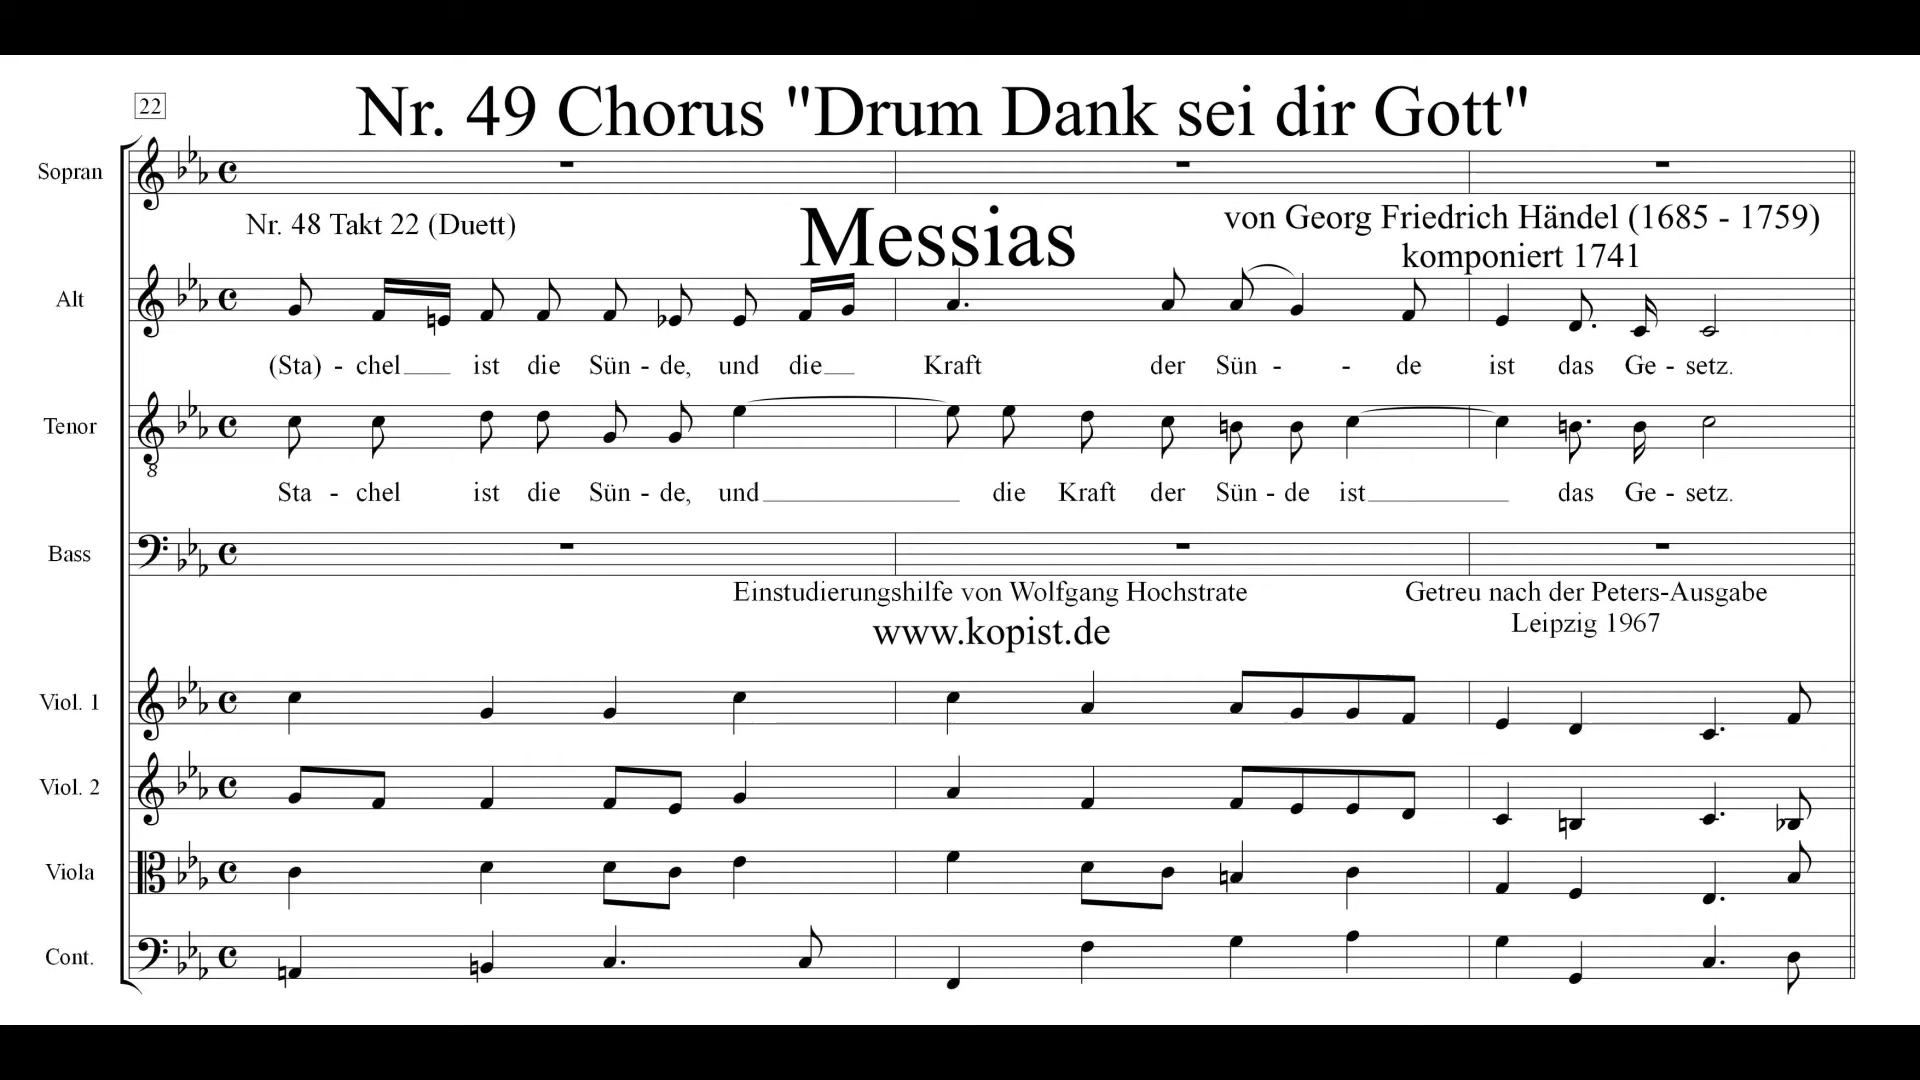 22
Nr. 49 Chorus "Drum Dank sei dir Gott"
Sopran
Nr. 48 Takt 22 (Duett)
Messias
von Georg Friedrich Händel (1685 - 1759)
komponiert 1741
Alt
(Sta) - chel ist die Sün - de, und die Kraft der Sün - - de ist das Ge - setz.
Tenor
8
Sta - chel ist die Sün - de, und die Kraft der Sün - de ist das Ge - setz.
Bass
Einstudierungshilfe von Wolfgang Hochstrate
Getreu nach der Peters-Ausgabe
www.kopist.de
Leipzig 1967
Viol. 1
Viol. 2
Viola
Cont.